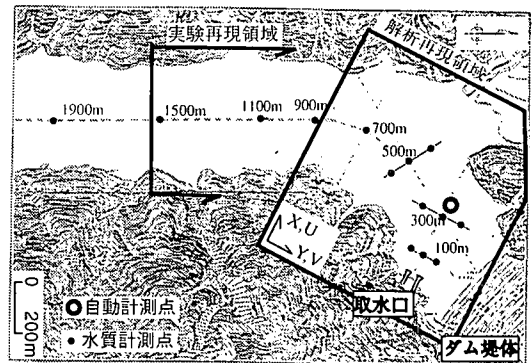 実験再現領域
解析再現領域
1900m
1500m
1100m
900m
700m
500m
300m
100m
X,U
Y,V
取水口
ダム堤体
0
200m
自動計測点
水質計測点